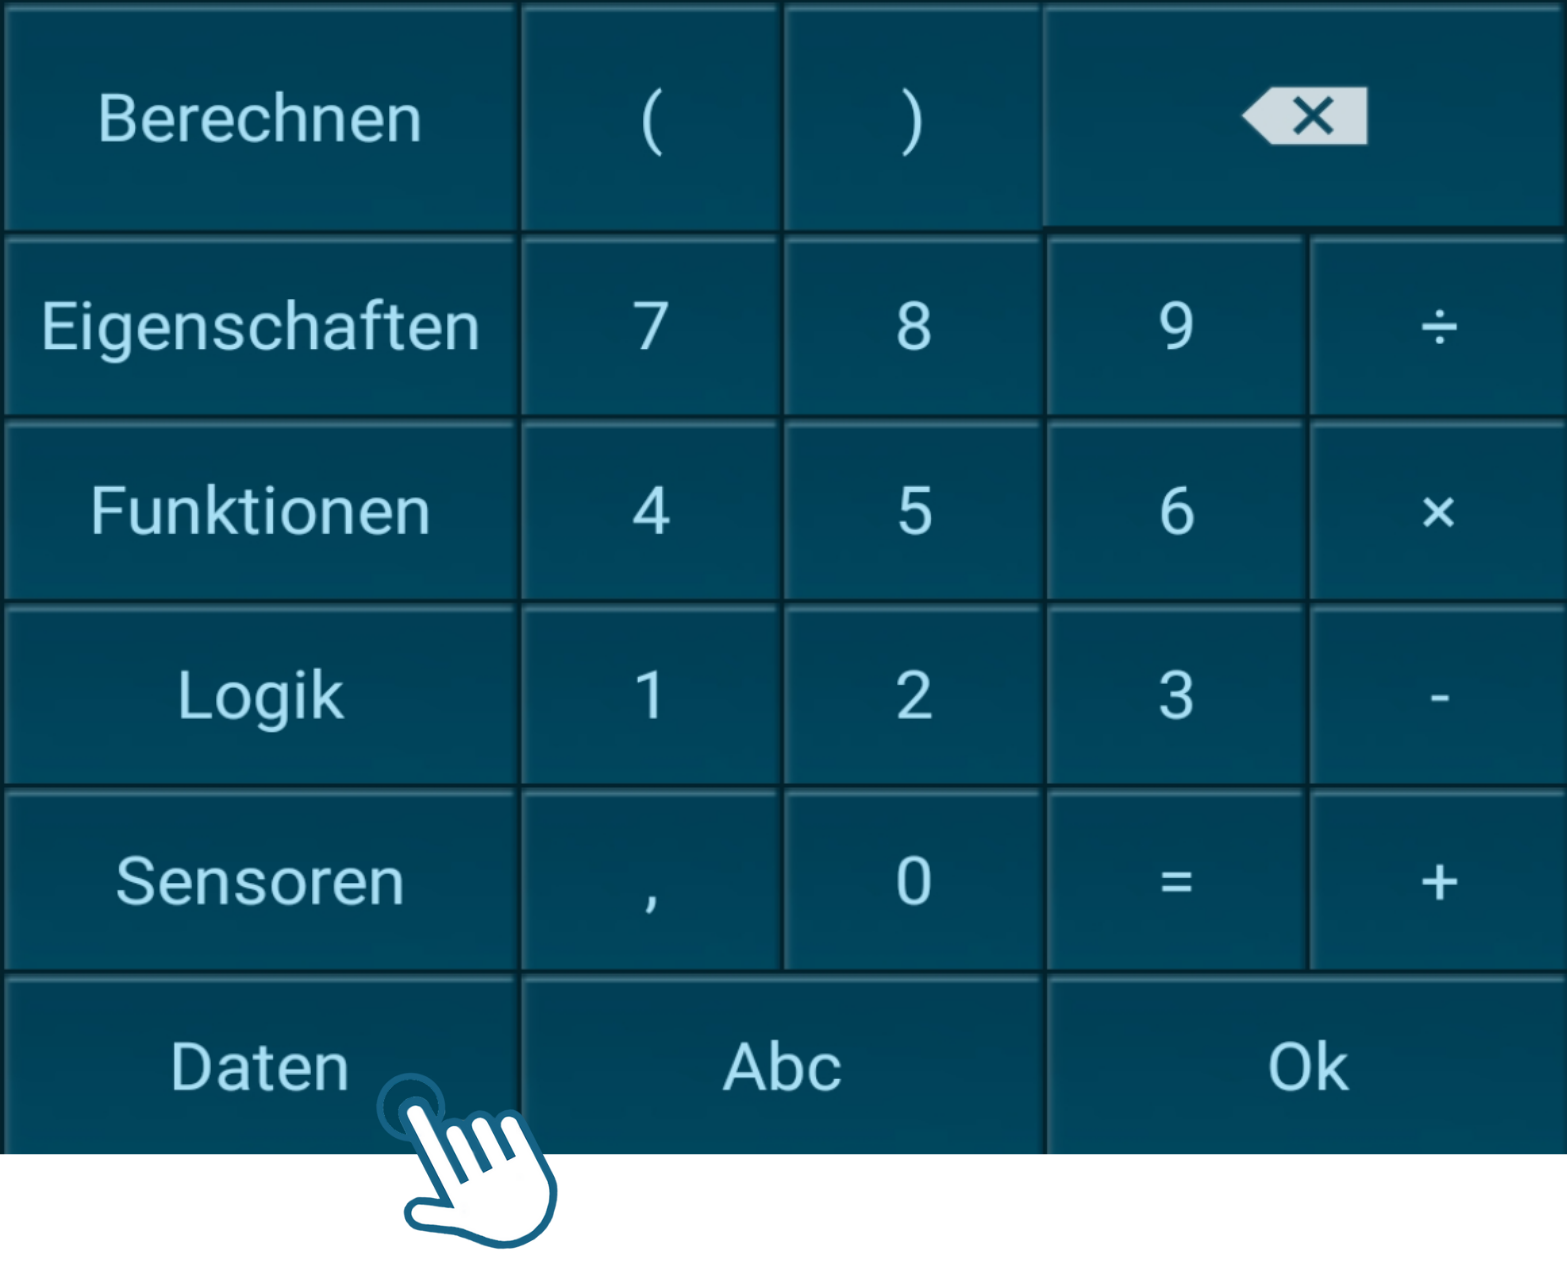 Berechnen ( )
Eigenschaften 7 8 9 ÷
Funktionen 4 5 6 ×
Logik 1 2 3 -
Sensoren , 0 = +
Daten Abc Ok